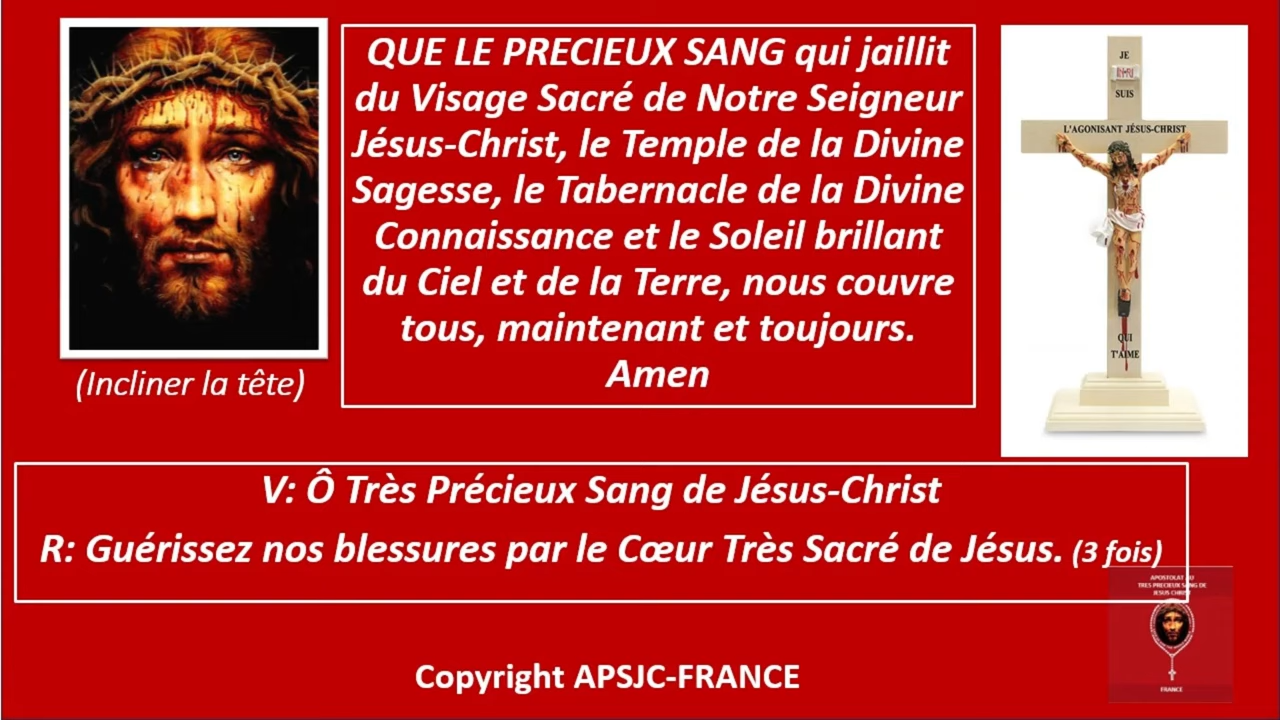 QUE LE PRECIEUX SANG qui jaillit
du Visage Sacré de Notre Seigneur
Jésus-Christ, le Temple de la Divine
Sagesse, le Tabernacle de la Divine
Connaissance et le Soleil brillant
du Ciel et de la Terre, nous couvre
tous, maintenant et toujours.
Amen
(Incliner la tête)
JE
INRI
SUIS
L'AGONISANT JÉSUS-CHRIST
QUI
T'AIME
V: Ô Très Précieux Sang de Jésus-Christ
R: Guérissez nos blessures par le Cœur Très Sacré de Jésus. (3 fois)
APOSTOLAT DU
TRES PRECIEUX SANG DE
JESUS CHRIST
FRANCE
Copyright APSJC-FRANCE